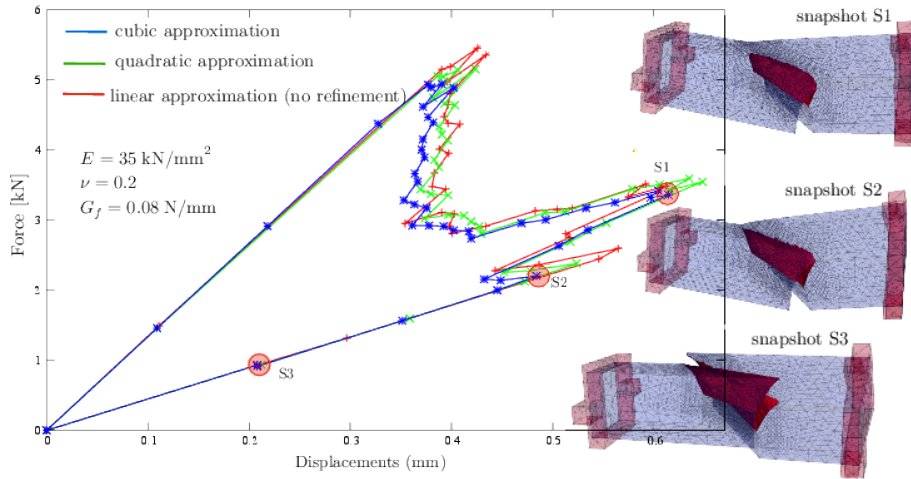 snapshot S1
6
cubic approximation
quadratic approximation
5
linear approximation (no refinement)
4
E = 35 kN/mm²
ν = 0.2
G_f = 0.08 N/mm
S1
snapshot S2
Force [kN]
3
S2
2
snapshot S3
1
S3
0
0
0.1
0.2
0.3
0.4
0.5
0.6
Displacements (mm)